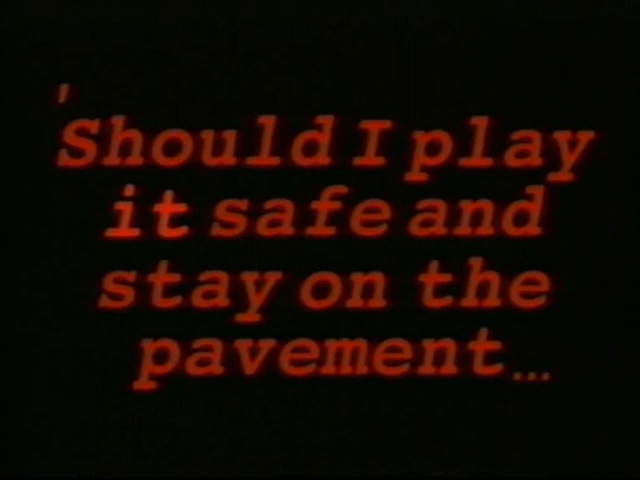 'Should I play
it safe and
stay on the
pavement...